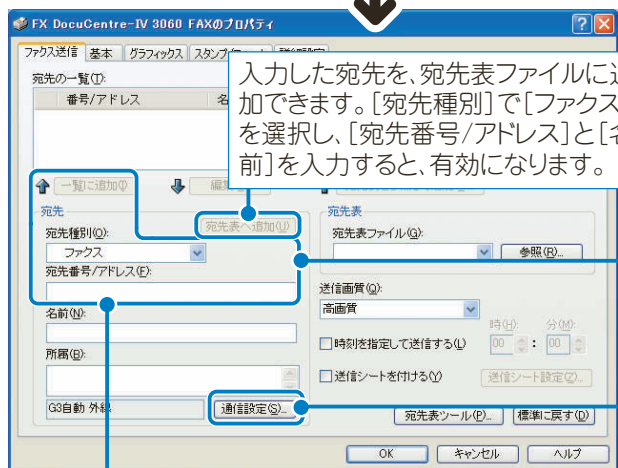 FX DocuCentre-IV 3060 FAXのプロパティ
ファクス送信 基本 グラフィックス
宛先の一覧(T):
番号/アドレス
入力した宛先を、宛先表ファイルに
加できます。[宛先種別]で[ファクス
を選択し、[宛先番号/アドレス]と[
前]を入力すると、有効になります。
一覧に追加(I)
宛先
宛先表へ追加(U)
宛先種別(O):
ファクス
宛先番号/アドレス(F):
名前(N):
所属(B):
G3自動 外線
通信設定(S)...
宛先表
宛先表ファイル(G):
参照(R)...
送信画質(Q):
高画質
時(H): 分(M):
時刻を指定して送信する(L) 00 : 00
送信シートを付ける(Y) 送信シート設定(Z)...
宛先表ツール(P)... 標準に戻す(D)
OK キャンセル ヘルプ